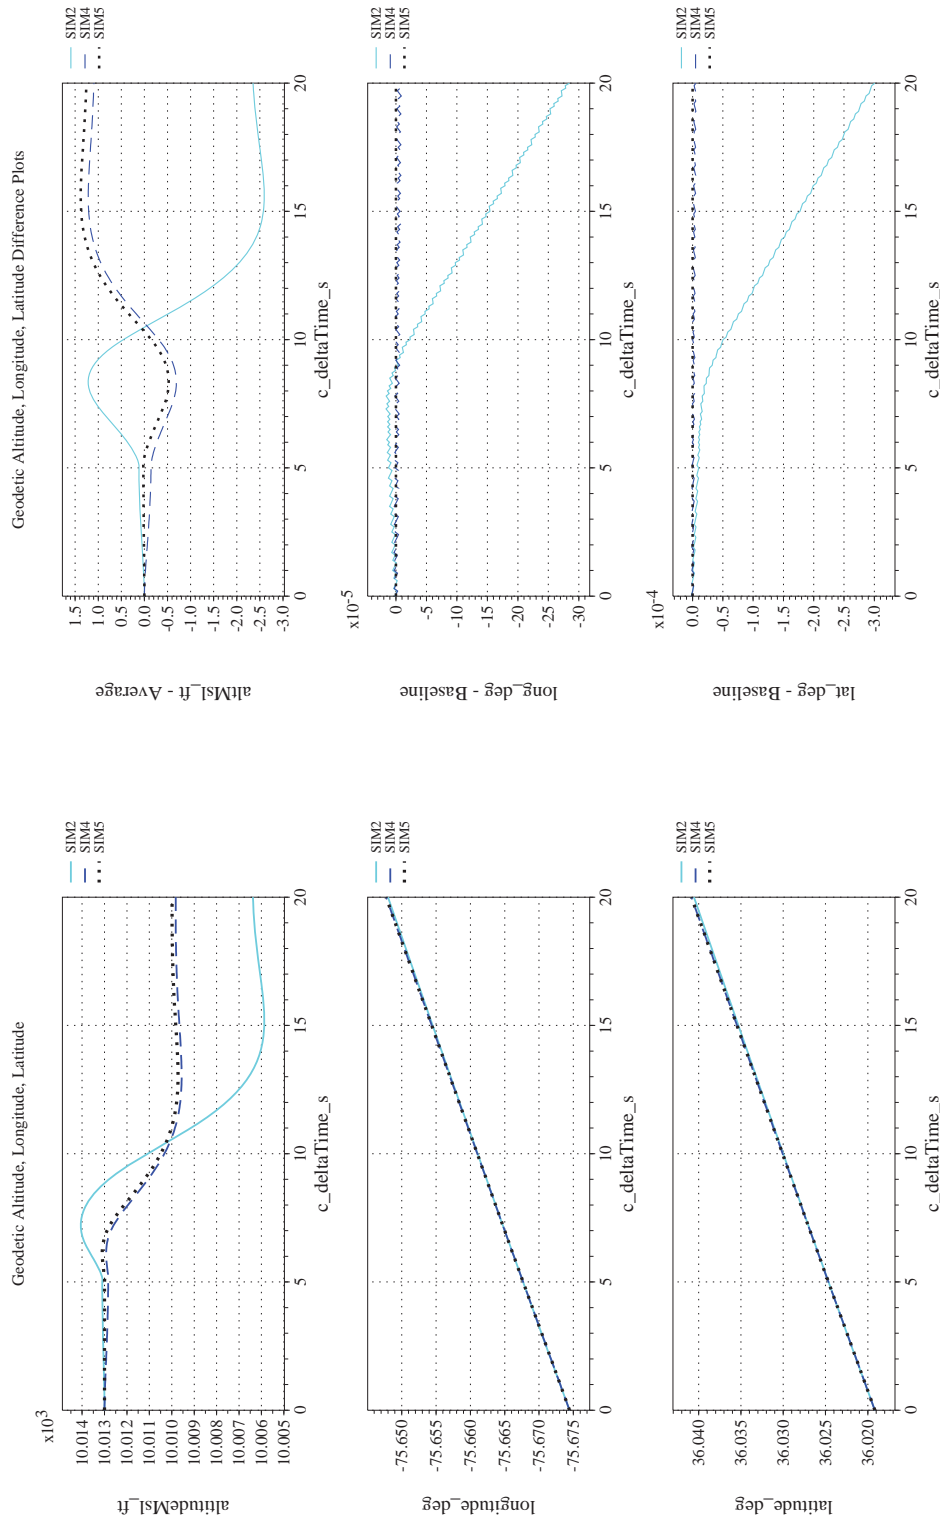 Geodetic Altitude, Longitude, Latitude
x10³
altitudeMsl_ft
10.014
10.013
10.012
10.011
10.010
10.009
10.008
10.007
10.006
10.005
0
5
10
15
20
c_deltaTime_s
SIM2
SIM4
SIM5
longitude_deg
-75.650
-75.655
-75.660
-75.665
-75.670
-75.675
0
5
10
15
20
c_deltaTime_s
SIM2
SIM4
SIM5
latitude_deg
36.040
36.035
36.030
36.025
36.020
0
5
10
15
20
c_deltaTime_s
SIM2
SIM4
SIM5
Geodetic Altitude, Longitude, Latitude Difference Plots
altMsl_ft - Average
1.5
1.0
0.5
0.0
-0.5
-1.0
-1.5
-2.0
-2.5
-3.0
0
5
10
15
20
c_deltaTime_s
SIM2
SIM4
SIM5
x10⁻⁵
long_deg - Baseline
0
-5
-10
-15
-20
-25
-30
0
5
10
15
20
c_deltaTime_s
SIM2
SIM4
SIM5
x10⁻⁴
lat_deg - Baseline
0.0
-0.5
-1.0
-1.5
-2.0
-2.5
-3.0
0
5
10
15
20
c_deltaTime_s
SIM2
SIM4
SIM5